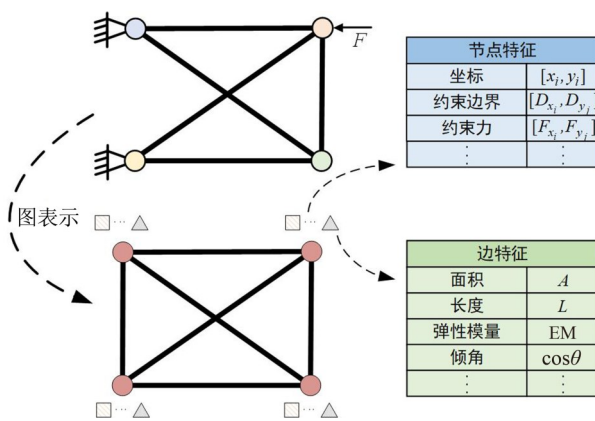 F
节点特征
坐标 [x_i, y_i]
约束边界 [D_{x_i}, D_{y_i}]
约束力 [F_{x_i}, F_{y_i}]
⋮ ⋮
图表示
... ...
边特征
面积 A
长度 L
弹性模量 EM
倾角 cosθ
⋮ ⋮
... ...